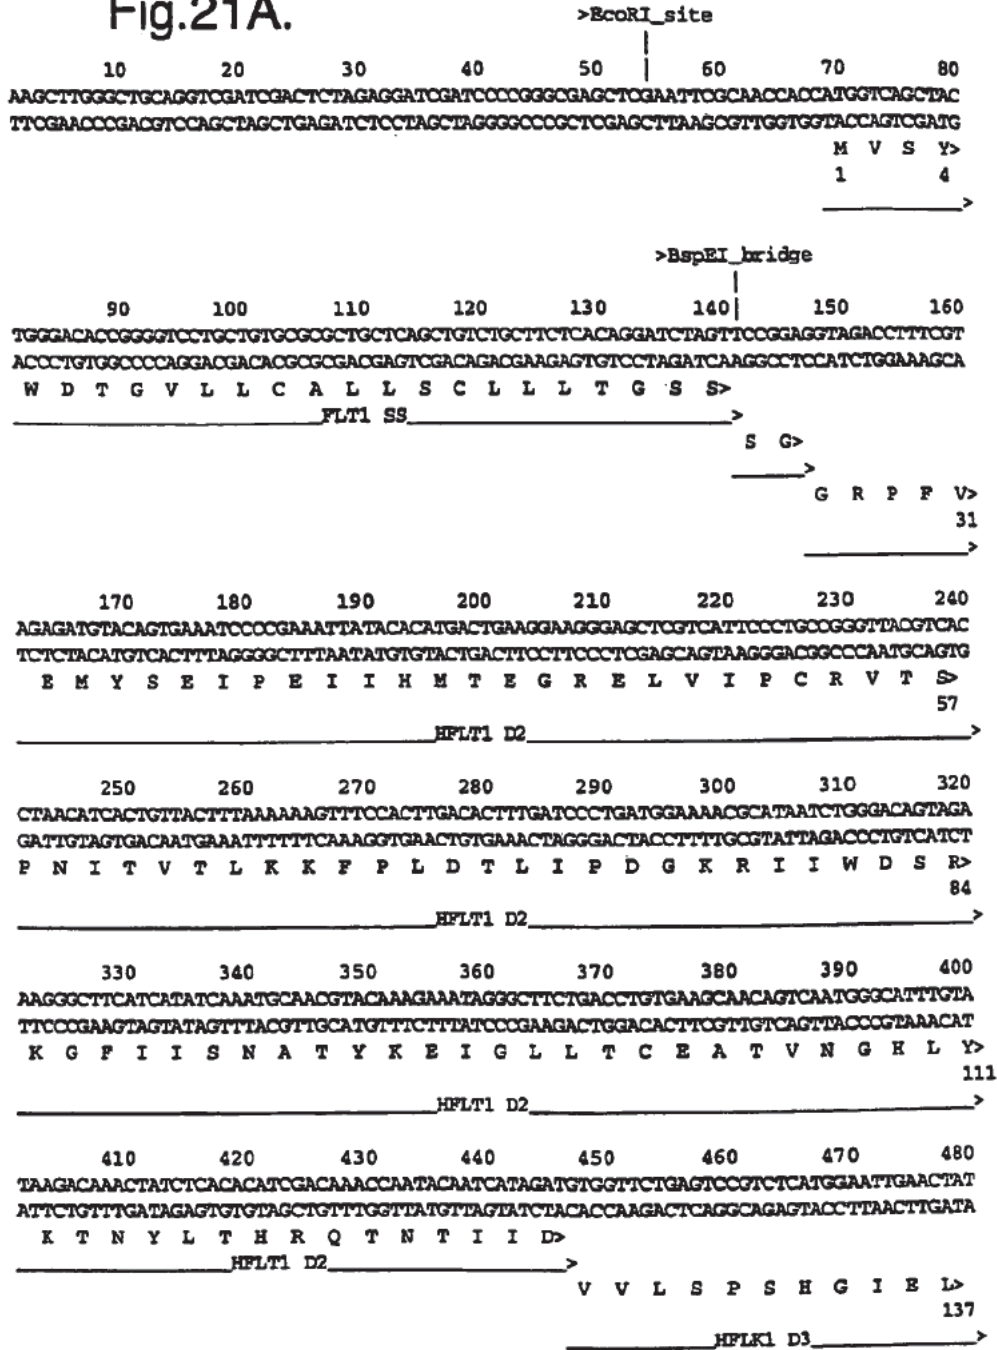 Fig.21A.
>EcoRI_site
10 20 30 40 50 60 70 80
AAGCTTGGGCTGCAGGTCGATCGACTCTAGAGGATCGATCCCCGGGCGAGCTCGAATTCGCAACCACCATGGTCAGCTAC
TTCGAACCCGACGTCCAGCTAGCTGAGATCTCCTAGCTAGGGGCCCGCTCGAGCTTAAGCGTTGGTGGTACCAGTCGATG
M V S Y>
1 4
>BspEI_bridge
90 100 110 120 130 140 150 160
TGGGACACCGGGGTCCTGCTGTGCGCGCTGCTCAGCTGTCTGCTTCTCACAGGATCTAGTTCCGGAGGTAGACCTTTCGT
ACCCTGTGGCCCCAGGACGACACGCGCGACGAGTCGACAGACGAAGAGTGTCCTAGATCAAGGCCTCCATCTGGAAAGCA
W D T G V L L C A L L S C L L L T G S S>
FLT1 SS
S G>
G R P F V>
31
170 180 190 200 210 220 230 240
AGAGATGTACAGTGAAATCCCCGAAATTATACACATGACTGAAGGAAGGGAGCTCGTCATTCCCTGCCGGGTTACGTCAC
TCTCTACATGTCACTTTAGGGGCTTTAATATGTGTACTGACTTCCTTCCCTCGAGCAGTAAGGGACGGCCCAATGCAGTG
E M Y S E I P E I I H M T E G R E L V I P C R V T S>
57
HFLT1 D2
250 260 270 280 290 300 310 320
CTAACATCACTGTTACTTTAAAAAAGTTTCCACTTGACACTTTGATCCCTGATGGAAAACGCATAATCTGGGACAGTAGA
GATTGTAGTGACAATGAAATTTTTTCAAAGGTGAACTGTGAAACTAGGGACTACCTTTTGCGTATTAGACCCTGTCATCT
P N I T V T L K K F P L D T L I P D G K R I I W D S R>
84
HFLT1 D2
330 340 350 360 370 380 390 400
AAGGGCTTCATCATATCAAATGCAACGTACAAAGAAATAGGGCTTCTGACCTGTGAAGCAACAGTCAATGGGCATTTGTA
TTCCCGAAGTAGTATAGTTTACGTTGCATGTTTCTTTATCCCGAAGACTGGACACTTCGTTGTCAGTTACCCGTAAACAT
K G F I I S N A T Y K E I G L L T C E A T V N G H L Y>
111
HFLT1 D2
410 420 430 440 450 460 470 480
TAAGACAAACTATCTCACACATCGACAAACCAATACAATCATAGATGTGGTTCTGAGTCCGTCTCATGGAATTGAACTAT
ATTCTGTTTGATAGAGTGTGTAGCTGTTTGGTTATGTTAGTATCTACACCAAGACTCAGGCAGAGTACCTTAACTTGATA
K T N Y L T H R Q T N T I I D>
HFLT1 D2
V V L S P S H G I E L>
137
HFLK1 D3